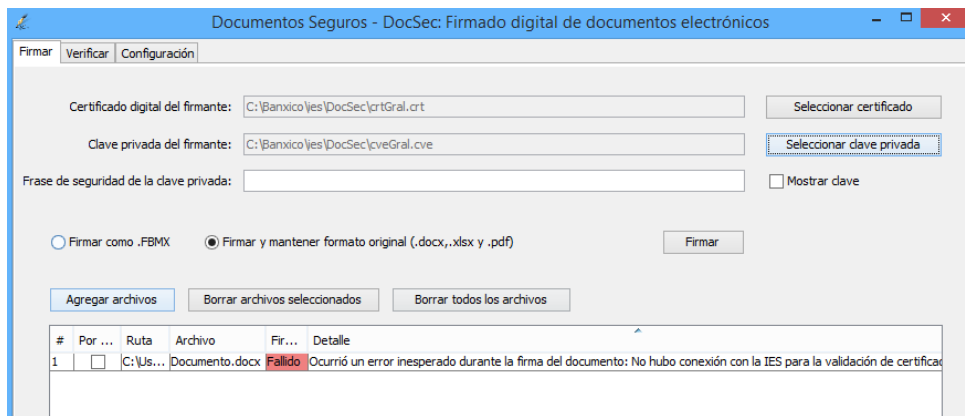 Documentos Seguros - DocSec: Firmado digital de documentos electrónicos
Firmar Verificar Configuración
Certificado digital del firmante: C:\Banxico\ies\DocSec\crtGral.crt Seleccionar certificado
Clave privada del firmante: C:\Banxico\ies\DocSec\cveGral.cve Seleccionar clave privada
Frase de seguridad de la clave privada: Mostrar clave
Firmar como .FBMX Firmar y mantener formato original (.docx,.xlsx y .pdf) Firmar
Agregar archivos Borrar archivos seleccionados Borrar todos los archivos
# Por ... Ruta Archivo Fir... Detalle
1 C:\Us... Documento.docx Fallido Ocurrió un error inesperado durante la firma del documento: No hubo conexión con la IES para la validación de certificad